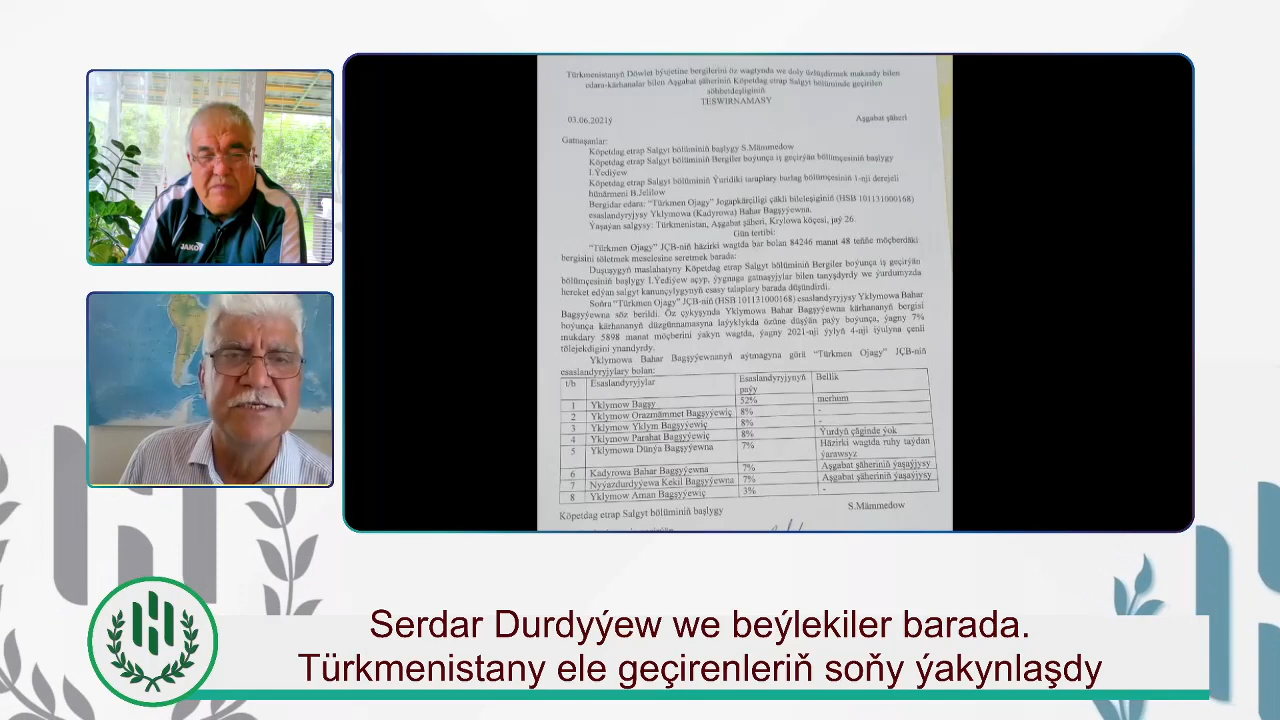 JAKO
Türkmenistanyň Döwlet býujetine bergilerini öz wagtynda we doly üzlüşdirmek maksady bilen
edara-kärhanalar bilen Aşgabat şäheriniň Köpetdag etrap Salgyt bölüminde geçirilen
söhbetdeşliginiň
TESWIRNAMASY
03.06.2021ý
Aşgabat şäheri
Gatnaşanlar:
Köpetdag etrap Salgyt bölüminiň başlygy S.Mämmedow
Köpetdag etrap Salgyt bölüminiň Bergiler boýunça iş geçirýän bölümçesiniň başlygy
I.Ýediýew
Köpetdag etrap Salgyt bölüminiň Ýuridiki taraplary barlag bölümçesiniň 1-nji derejeli
hünärmeni B.Jelilow
Bergidar edara: "Türkmen Ojagy" Jogapkärçiligi çäkli bileleşiginiň (HSB 101131000168)
esaslandyryjysy Yklymowa (Kadyrowa) Bahar Bagşyýewna.
Ýaşaýan salgysy: Türkmenistan, Aşgabat şäheri, Krylowa köçesi, jaý 26.
Gün tertibi:
"Türkmen Ojagy" JÇB-niň häzirki wagtda bar bolan 84246 manat 48 teňňe möçberdäki
bergisini töletmek meselesine seretmek barada:
Duşuşygyň maslahatyny Köpetdag etrap Salgyt bölüminiň Bergiler boýunça iş geçirýän
bölümçesiniň başlygy I.Ýediýew açyp, ýygnaga gatnaşyjylar bilen tanyşdyrdy we ýurdumyzda
hereket edýän salgyt kanunçylygynyň esasy talaplary barada düşündirdi.
Soňra "Türkmen Ojagy" JÇB-niň (HSB 101131000168) esaslandyryjysy Yklymowa Bahar
Bagşyýewna söz berildi. Öz çykyşynda Yklymowa Bahar Bagşyýewna kärhananyň bergisi
boýunça kärhananyň düzgünnamasyna laýyklykda özüne düşýän paýy boýunça, ýagny 7%
mukdary 5898 manat möçberini ýakyn wagtda, ýagny 2021-nji ýylyň 4-nji iýulyna çenli
tölejekdigini ynandyrdy.
Yklymowa Bahar Bagşyýewnanyň aýtmagyna görä "Türkmen Ojagy" JÇB-niň
esaslandyryjylary bolan:
t/b Esaslandyryjylar Esaslandyryjynyň paýy Bellik
1 Yklymow Bagşy 52% merhum
2 Yklymow Orazmämmet Bagşyýewiç 8% -
3 Yklymow Yklym Bagşyýewiç 8% -
4 Yklymow Parahat Bagşyýewiç 8% Ýurdyň çäginde ýok
5 Yklymowa Dünýa Bagşyýewna 7% Häzirki wagtda ruhy taýdan ýarawsyz
6 Kadyrowa Bahar Bagşyýewna 7% Aşgabat şäheriniň ýaşaýjysy
7 Nyýazdurdyýewa Kekil Bagşyýewna 7% Aşgabat şäheriniň ýaşaýjysy
8 Yklymow Aman Bagşyýewiç 3% -
Köpetdag etrap Salgyt bölüminiň başlygy
S.Mämmedow
Serdar Durdyýew we beýlekiler barada.
Türkmenistany ele geçirenleriň soňy ýakynlaşdy